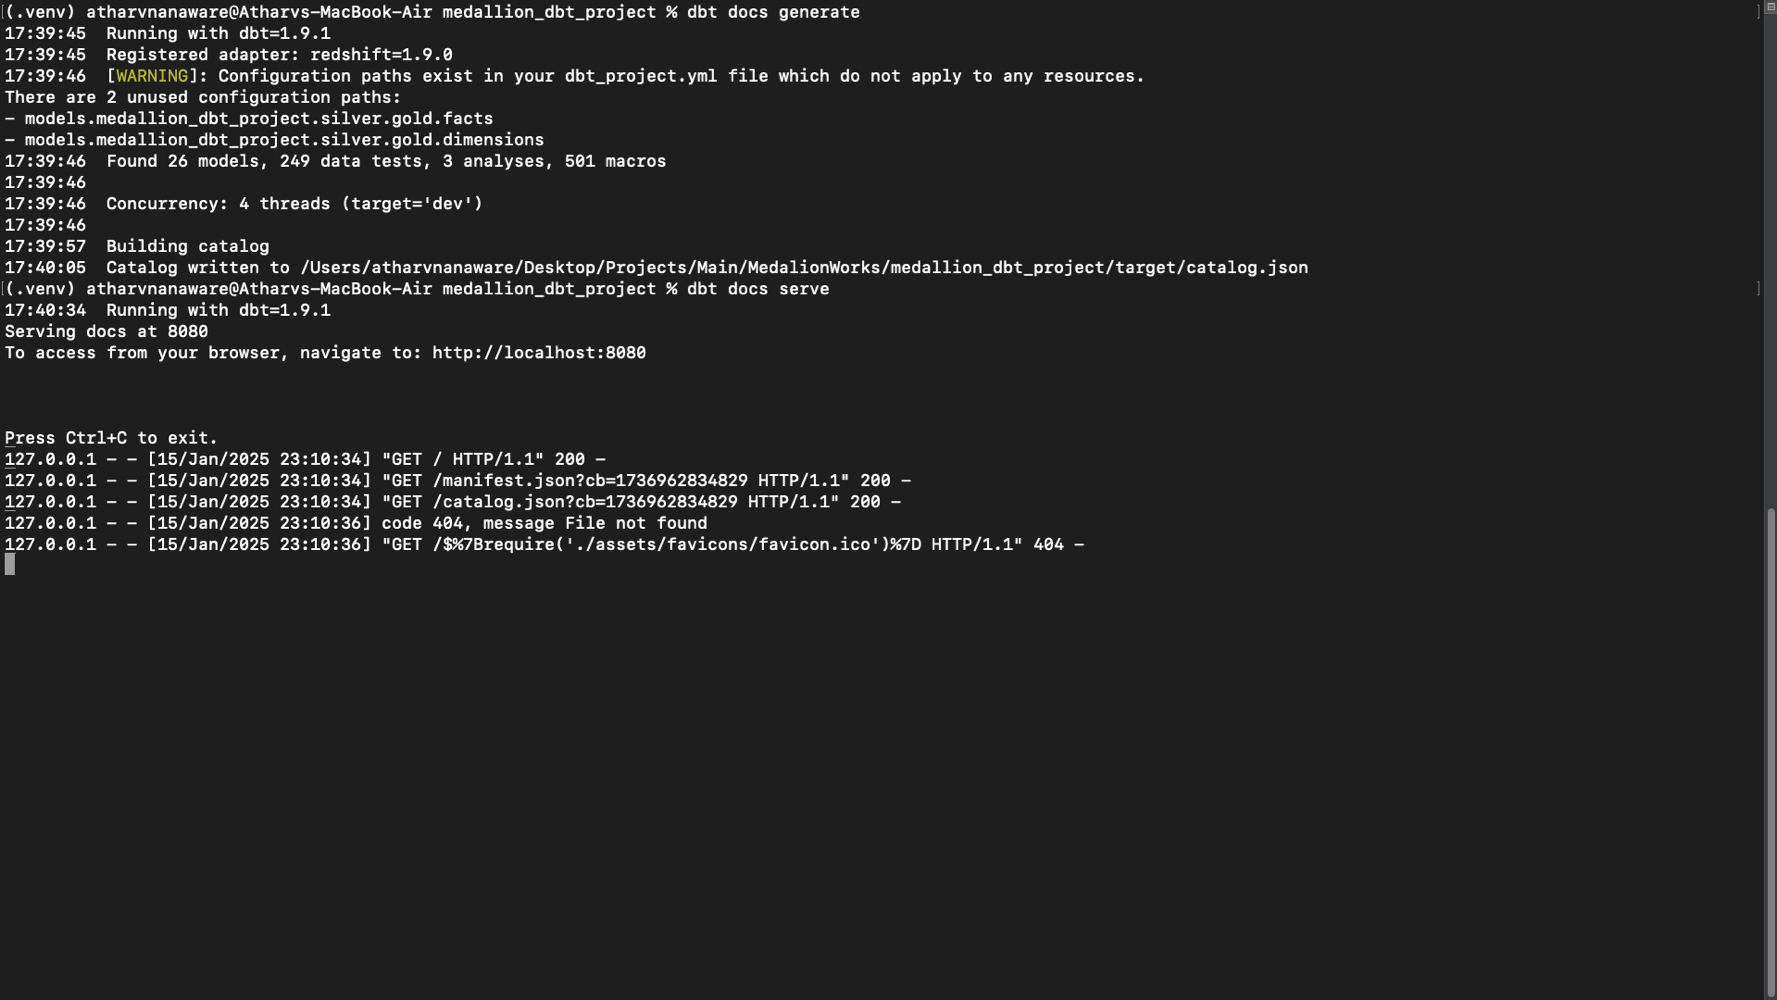 (.venv) atharvnanaware@Atharvs-MacBook-Air medallion_dbt_project % dbt docs generate
17:39:45  Running with dbt=1.9.1
17:39:45  Registered adapter: redshift=1.9.0
17:39:46  [WARNING]: Configuration paths exist in your dbt_project.yml file which do not apply to any resources.
There are 2 unused configuration paths:
- models.medallion_dbt_project.silver.gold.facts
- models.medallion_dbt_project.silver.gold.dimensions
17:39:46  Found 26 models, 249 data tests, 3 analyses, 501 macros
17:39:46
17:39:46  Concurrency: 4 threads (target='dev')
17:39:46
17:39:57  Building catalog
17:40:05  Catalog written to /Users/atharvnanaware/Desktop/Projects/Main/MedalionWorks/medallion_dbt_project/target/catalog.json
(.venv) atharvnanaware@Atharvs-MacBook-Air medallion_dbt_project % dbt docs serve
17:40:34  Running with dbt=1.9.1
Serving docs at 8080
To access from your browser, navigate to: http://localhost:8080
Press Ctrl+C to exit.
127.0.0.1 - - [15/Jan/2025 23:10:34] "GET / HTTP/1.1" 200 -
127.0.0.1 - - [15/Jan/2025 23:10:34] "GET /manifest.json?cb=1736962834829 HTTP/1.1" 200 -
127.0.0.1 - - [15/Jan/2025 23:10:34] "GET /catalog.json?cb=1736962834829 HTTP/1.1" 200 -
127.0.0.1 - - [15/Jan/2025 23:10:36] code 404, message File not found
127.0.0.1 - - [15/Jan/2025 23:10:36] "GET /$%7Brequire('./assets/favicons/favicon.ico')%7D HTTP/1.1" 404 -